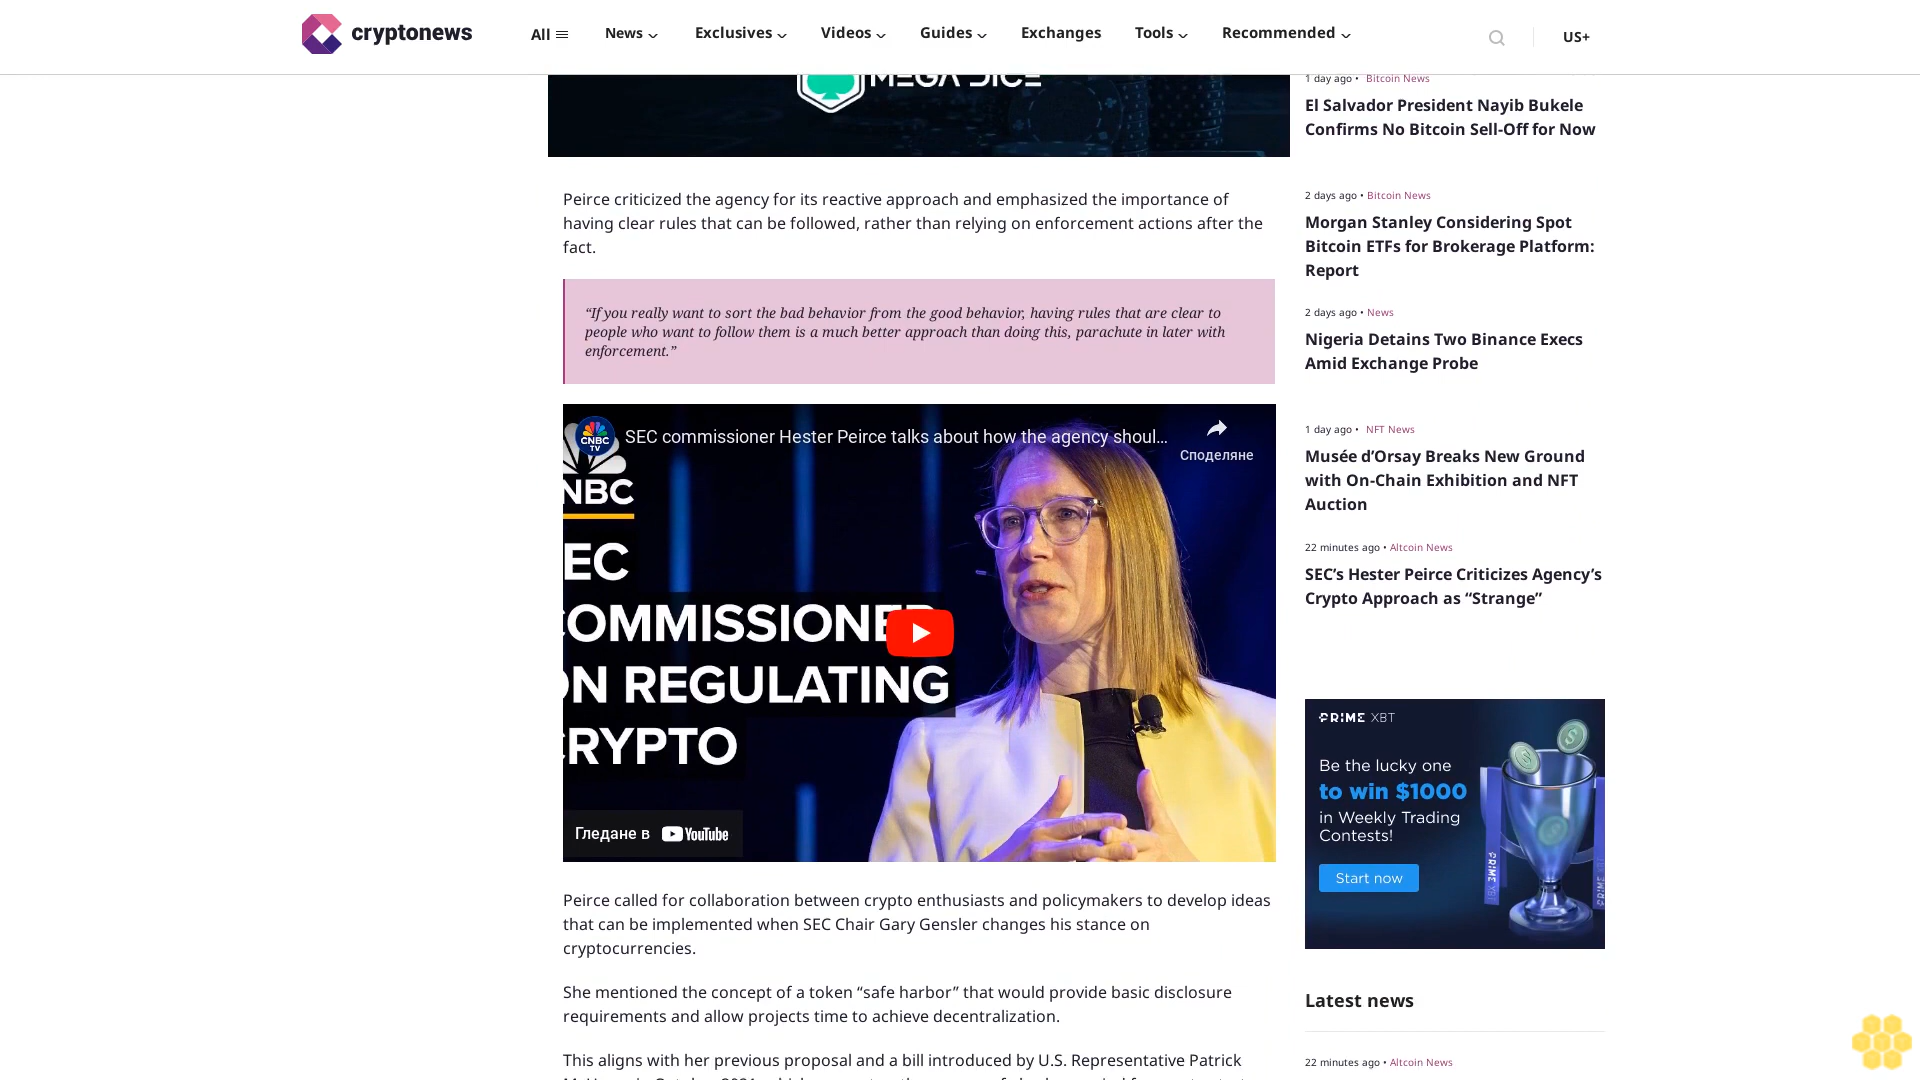 cryptonews
All
News
Exclusives
Videos
Guides
Exchanges
Tools
Recommended
US+
MEGA DICE
Peirce criticized the agency for its reactive approach and emphasized the importance of
having clear rules that can be followed, rather than relying on enforcement actions after the
fact.
“If you really want to sort the bad behavior from the good behavior, having rules that are clear to
people who want to follow them is a much better approach than doing this, parachute in later with
enforcement.”
CNBC
TV
SEC commissioner Hester Peirce talks about how the agency shoul...
Споделяне
NBC
EC
COMMISSIONER
ON REGULATING
CRYPTO
Гледане в YouTube
Peirce called for collaboration between crypto enthusiasts and policymakers to develop ideas
that can be implemented when SEC Chair Gary Gensler changes his stance on
cryptocurrencies.
She mentioned the concept of a token “safe harbor” that would provide basic disclosure
requirements and allow projects time to achieve decentralization.
This aligns with her previous proposal and a bill introduced by U.S. Representative Patrick
1 day ago • Bitcoin News
El Salvador President Nayib Bukele
Confirms No Bitcoin Sell-Off for Now
2 days ago • Bitcoin News
Morgan Stanley Considering Spot
Bitcoin ETFs for Brokerage Platform:
Report
2 days ago • News
Nigeria Detains Two Binance Execs
Amid Exchange Probe
1 day ago • NFT News
Musée d’Orsay Breaks New Ground
with On-Chain Exhibition and NFT
Auction
22 minutes ago • Altcoin News
SEC’s Hester Peirce Criticizes Agency’s
Crypto Approach as “Strange”
PRIME XBT
Be the lucky one
to win $1000
in Weekly Trading
Contests!
Start now
PRIME
Latest news
22 minutes ago • Altcoin News